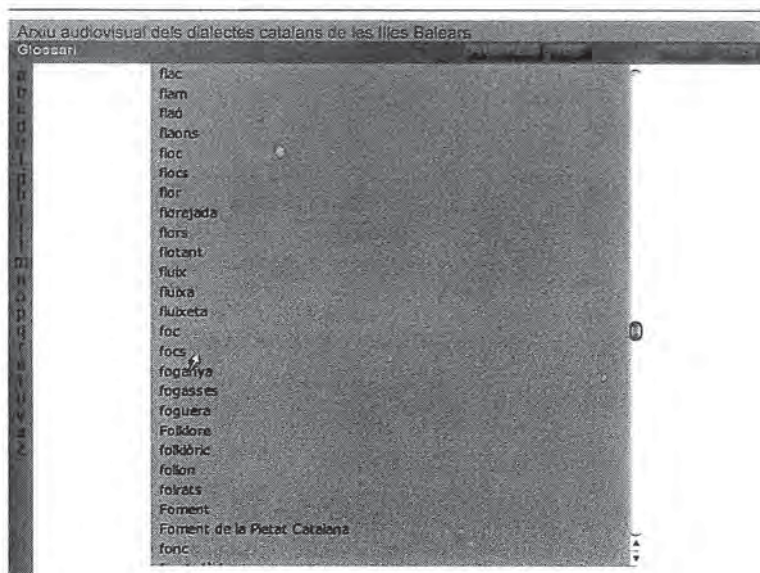 Arxiu audiovisual dels dialectes catalans de les Illes Balears
Glossari
flac
flam
flaó
flaons
floc
flocs
flor
florejada
flors
flotant
fluix
fluixa
fluixeta
foc
focs
foganya
fogasses
foguera
Folklore
folklòric
follon
folrats
Foment
Foment de la Pietat Catalana
fonc